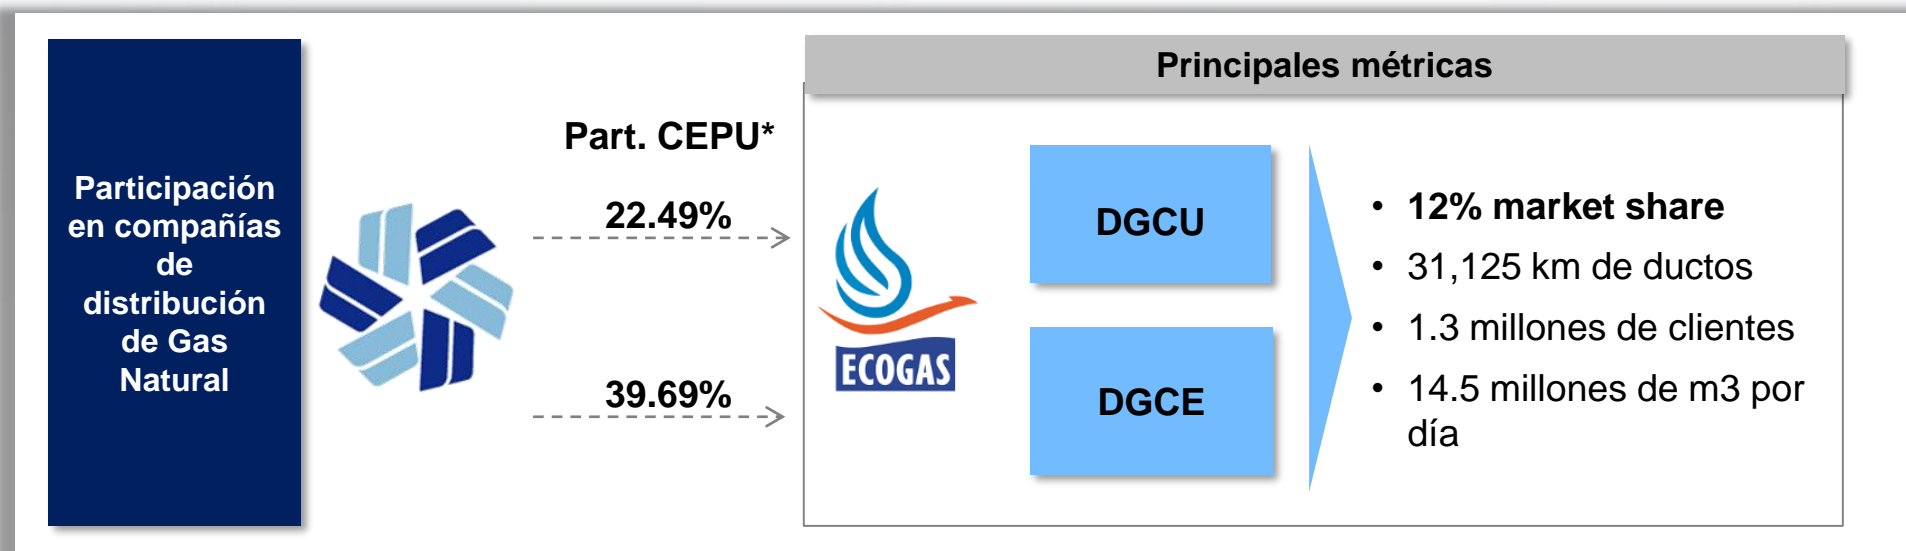 Principales métricas
Participación
en compañías
de
distribución
de Gas
Natural
Part. CEPU*
22.49%
39.69%
ECOGAS
DGCU
DGCE
• 12% market share
• 31,125 km de ductos
• 1.3 millones de clientes
• 14.5 millones de m3 por
día